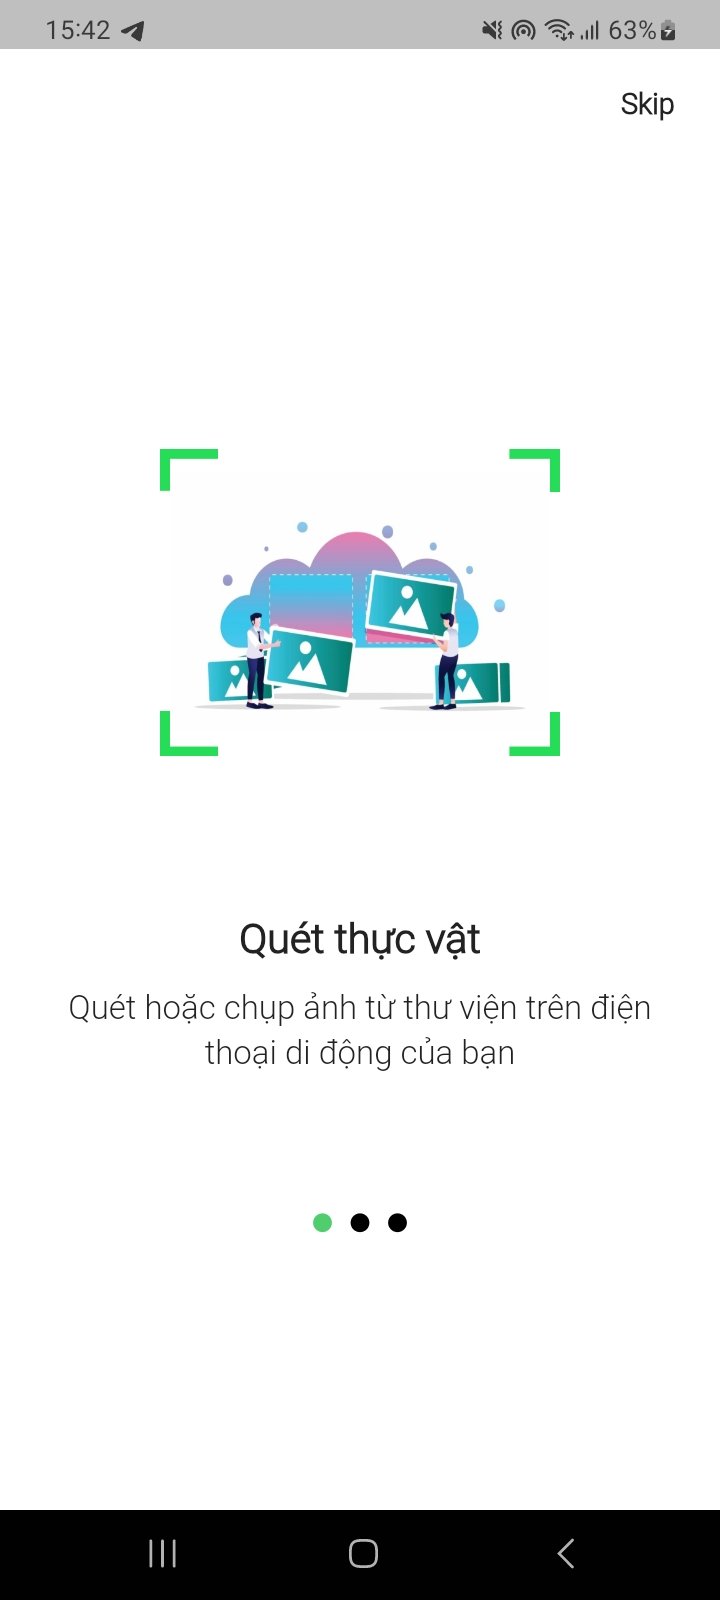 15:42
63%
Skip
Quét thực vật
Quét hoặc chụp ảnh từ thư viện trên điện
thoại di động của bạn